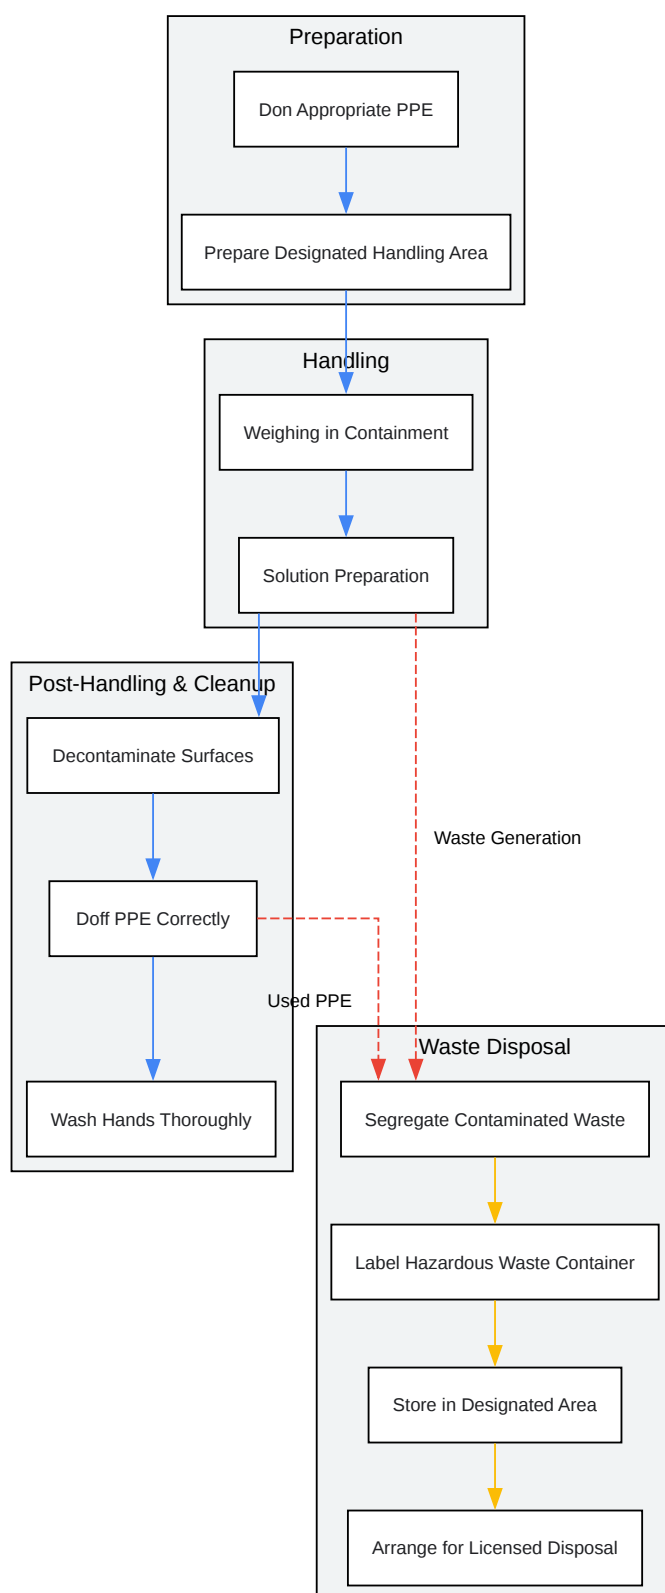 Preparation
Don Appropriate PPE
Prepare Designated Handling Area
Handling
Weighing in Containment
Solution Preparation
Post-Handling & Cleanup
Decontaminate Surfaces
Waste Generation
Doff PPE Correctly
Used PPE
Waste Disposal
Wash Hands Thoroughly
Segregate Contaminated Waste
Label Hazardous Waste Container
Store in Designated Area
Arrange for Licensed Disposal